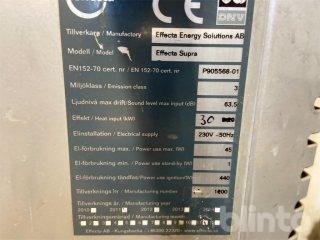 effecta
CE
DNV
Tillverkare / Manufactory Effecta Energy Solutions AB
Modell / Model Effecta Supra
EN152-70 cert. nr / EN 152-70 cert. nr P905568-01
Miljöklass / Emission class 3
Ljudnivå max drift/Sound level max input (dB) 63.5
Effekt / Heat input (kW) 30
Elinstallation / Electrical supply 230V ~50Hz
El-förbrukning max. / Power use max. (W) 45
El-förbrukning / Power use stand-by (W) 1
El-förbrukning tändfas/Power use ignition(W) 440
Tillverknings nr / Manufacturing number
Tillverknings år / Manufacturing year
Tillverkningsmånad / Manufacturing month
Effecta AB - Kungsbacka
blinto